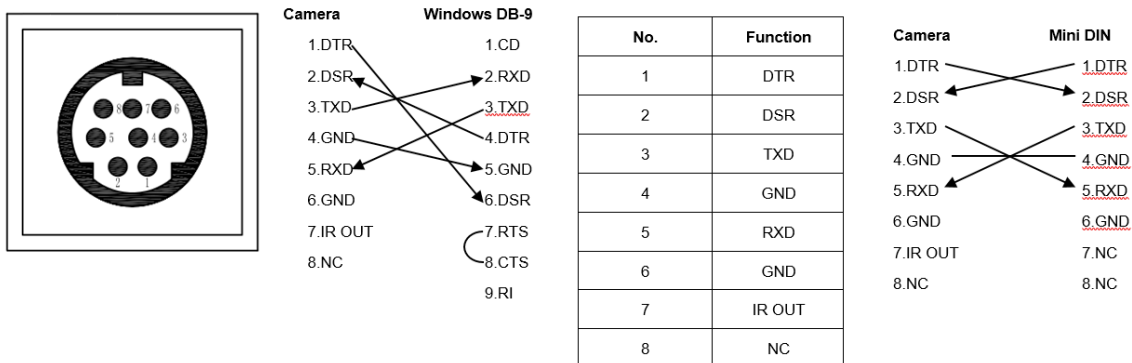 8 7 6
5 4 3
2 1
Camera Windows DB-9
1.DTR 1.CD
2.DSR 2.RXD
3.TXD 3.TXD
4.GND 4.DTR
5.RXD 5.GND
6.GND 6.DSR
7.IR OUT 7.RTS
8.NC 8.CTS
9.RI
No. Function
1 DTR
2 DSR
3 TXD
4 GND
5 RXD
6 GND
7 IR OUT
8 NC
Camera Mini DIN
1.DTR 1.DTR
2.DSR 2.DSR
3.TXD 3.TXD
4.GND 4.GND
5.RXD 5.RXD
6.GND 6.GND
7.IR OUT 7.NC
8.NC 8.NC